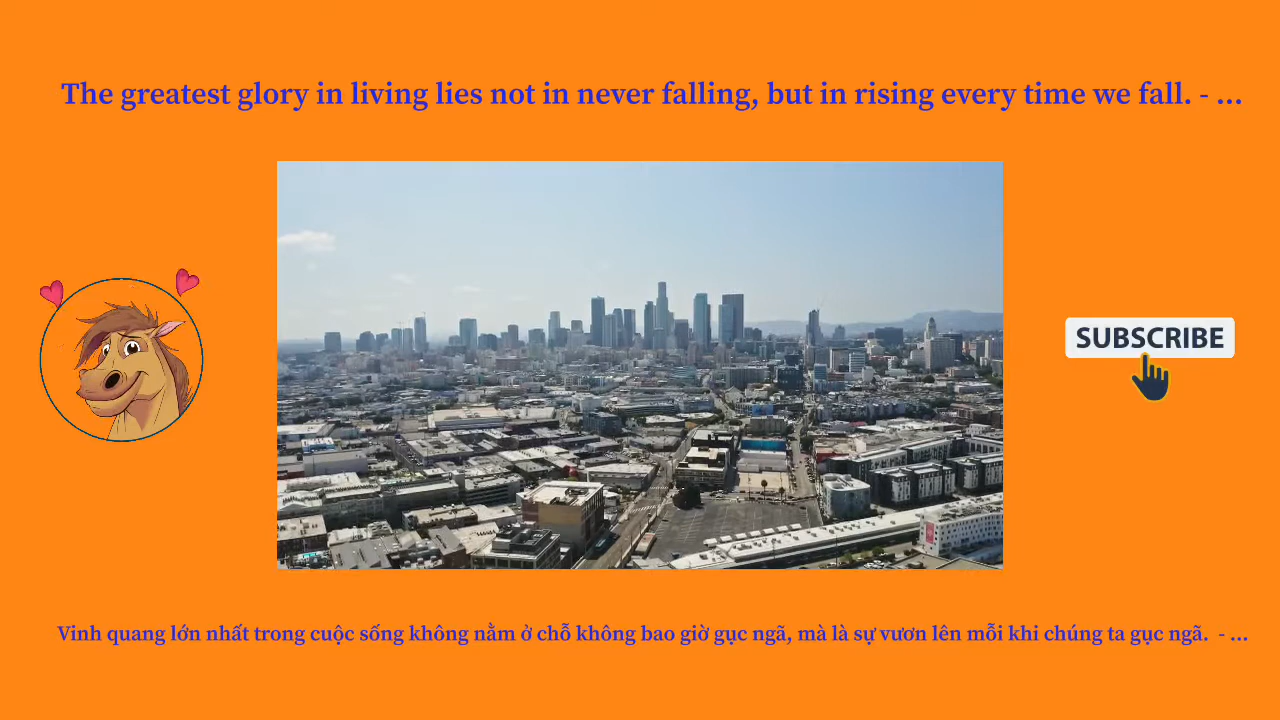 The greatest glory in living lies not in never falling, but in rising every time we fall. - ...
SUBSCRIBE
Vinh quang lớn nhất trong cuộc sống không nằm ở chỗ không bao giờ gục ngã, mà là sự vươn lên mỗi khi chúng ta gục ngã.  - ...